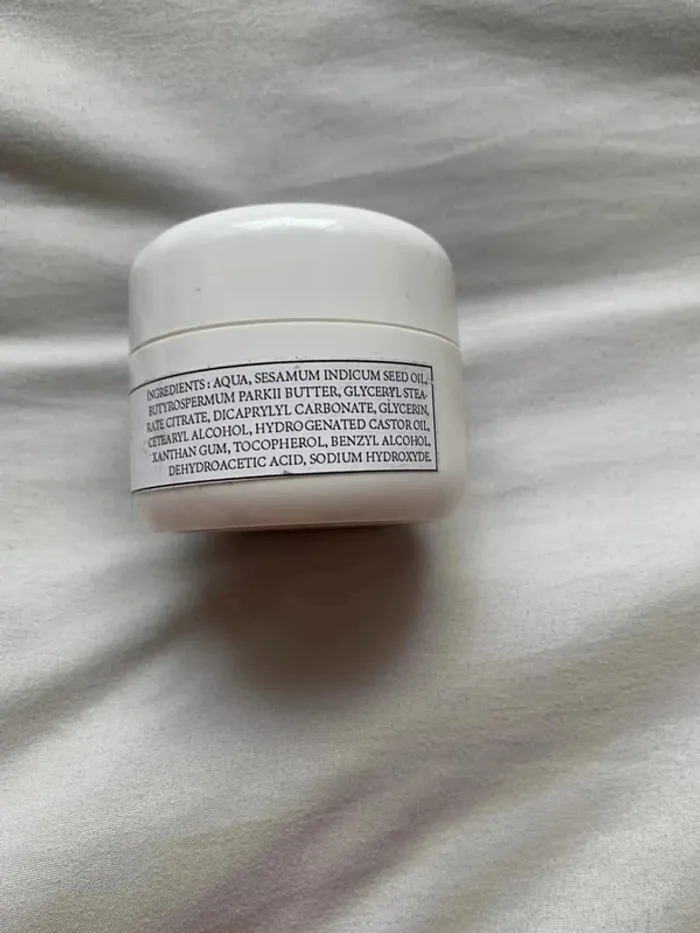 INGREDIENTS : AQUA, SESAMUM INDICUM SEED OIL,
BUTYROSPERMUM PARKII BUTTER, GLYCERYL STEA-
RATE CITRATE, DICAPRYLYL CARBONATE, GLYCERIN,
CETEARYL ALCOHOL, HYDROGENATED CASTOR OIL,
XANTHAN GUM, TOCOPHEROL, BENZYL ALCOHOL,
DEHYDROACETIC ACID, SODIUM HYDROXYDE.